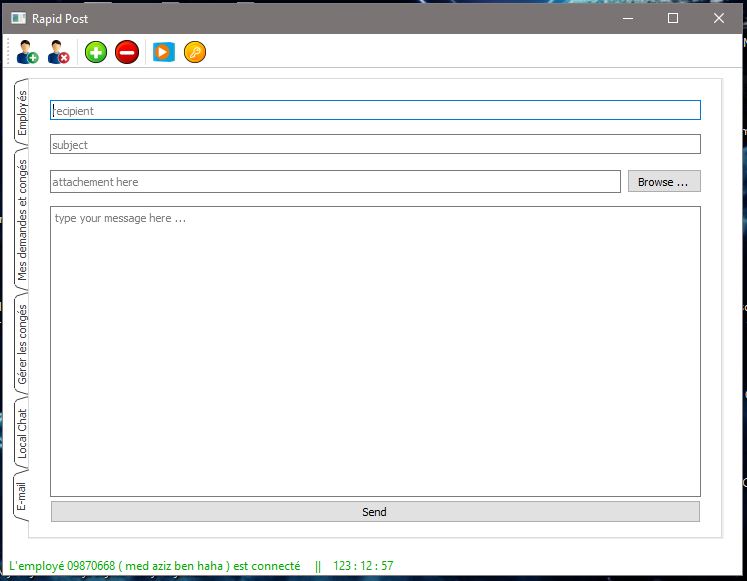 Rapid Post
Employés
Mes demandes et congés
Gérer les congés
Local Chat
E-mail
recipient
subject
attachement here
Browse ...
type your message here ...
Send
L'employé 09870668 ( med aziz ben haha ) est connecté || 123 : 12 : 57